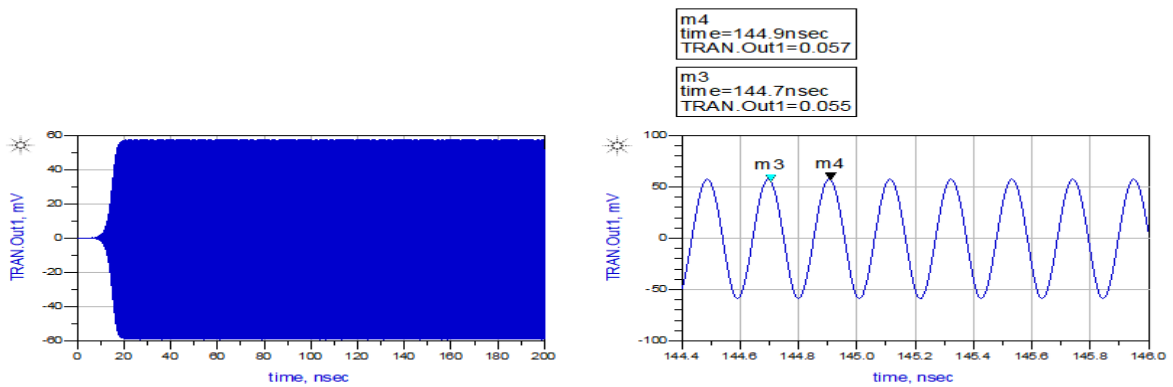 m4
time=144.9nsec
TRAN.Out1=0.057
m3
time=144.7nsec
TRAN.Out1=0.055
TRAN.Out1, mV
60
40
20
0
-20
-40
-60
0 20 40 60 80 100 120 140 160 180 200
time, nsec
TRAN.Out1, mV
100
50
0
-50
-100
m3 m4
144.4 144.6 144.8 145.0 145.2 145.4 145.6 145.8 146.0
time, nsec